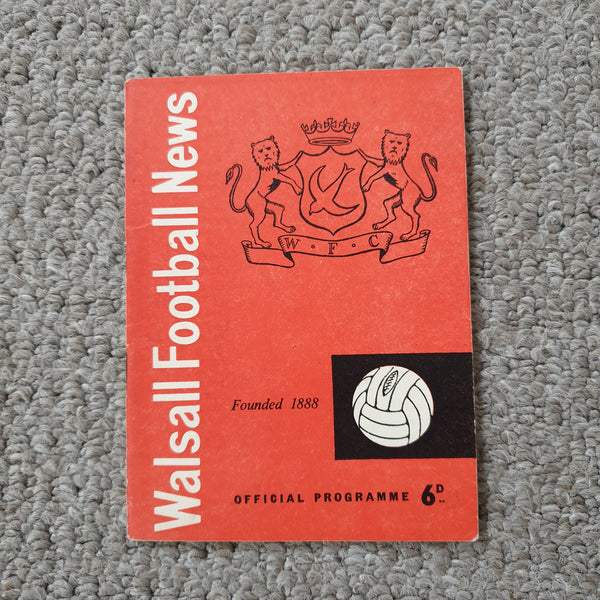 Walsall Football News
W · F · C
Founded 1888
OFFICIAL PROGRAMME 6D..